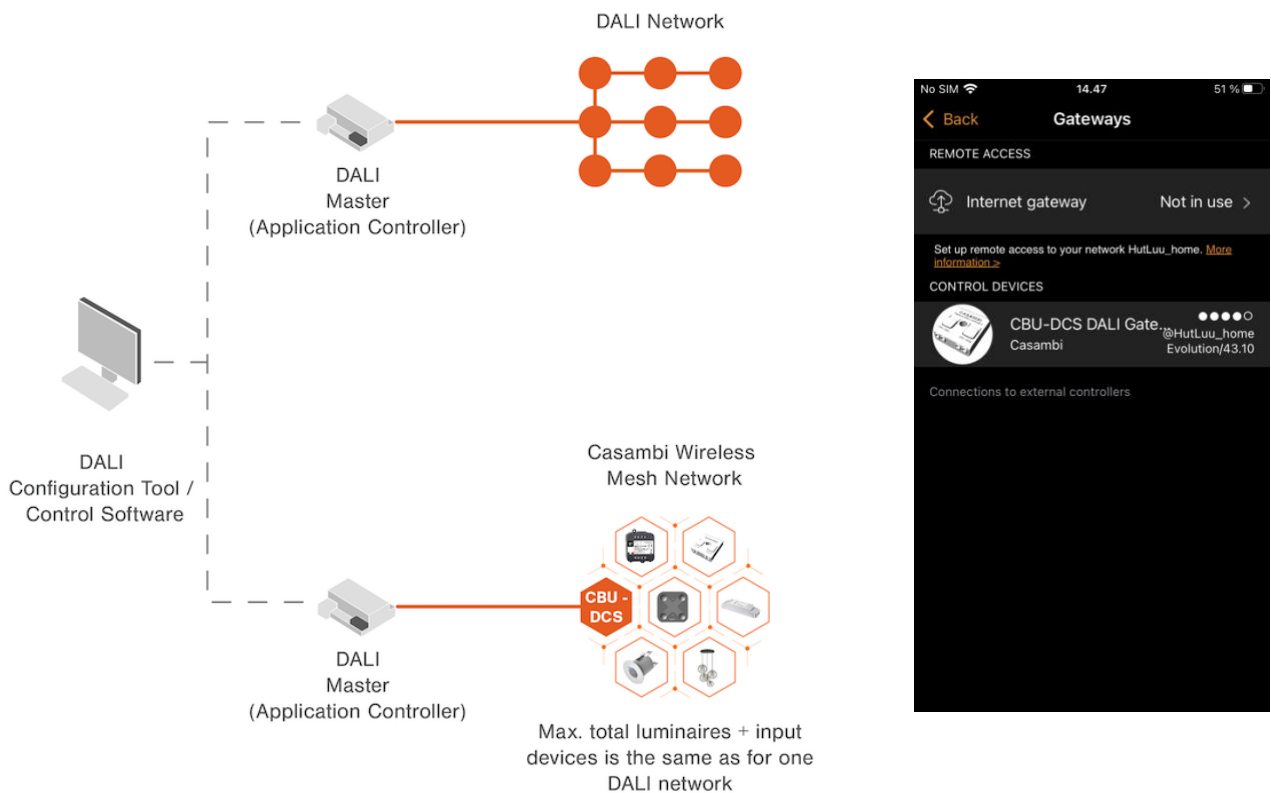 DALI Network
DALI
Master
(Application Controller)
DALI
Configuration Tool /
Control Software
Casambi Wireless
Mesh Network
CBU -
DCS
DALI
Master
(Application Controller)
Max. total luminaires + input
devices is the same as for one
DALI network
No SIM 14.47 51 %
Back Gateways
REMOTE ACCESS
Internet gateway Not in use >
Set up remote access to your network HutLuu_home. More
information >
CONTROL DEVICES
CBU-DCS DALI Gate...
@HutLuu_home
Casambi Evolution/43.10
Connections to external controllers